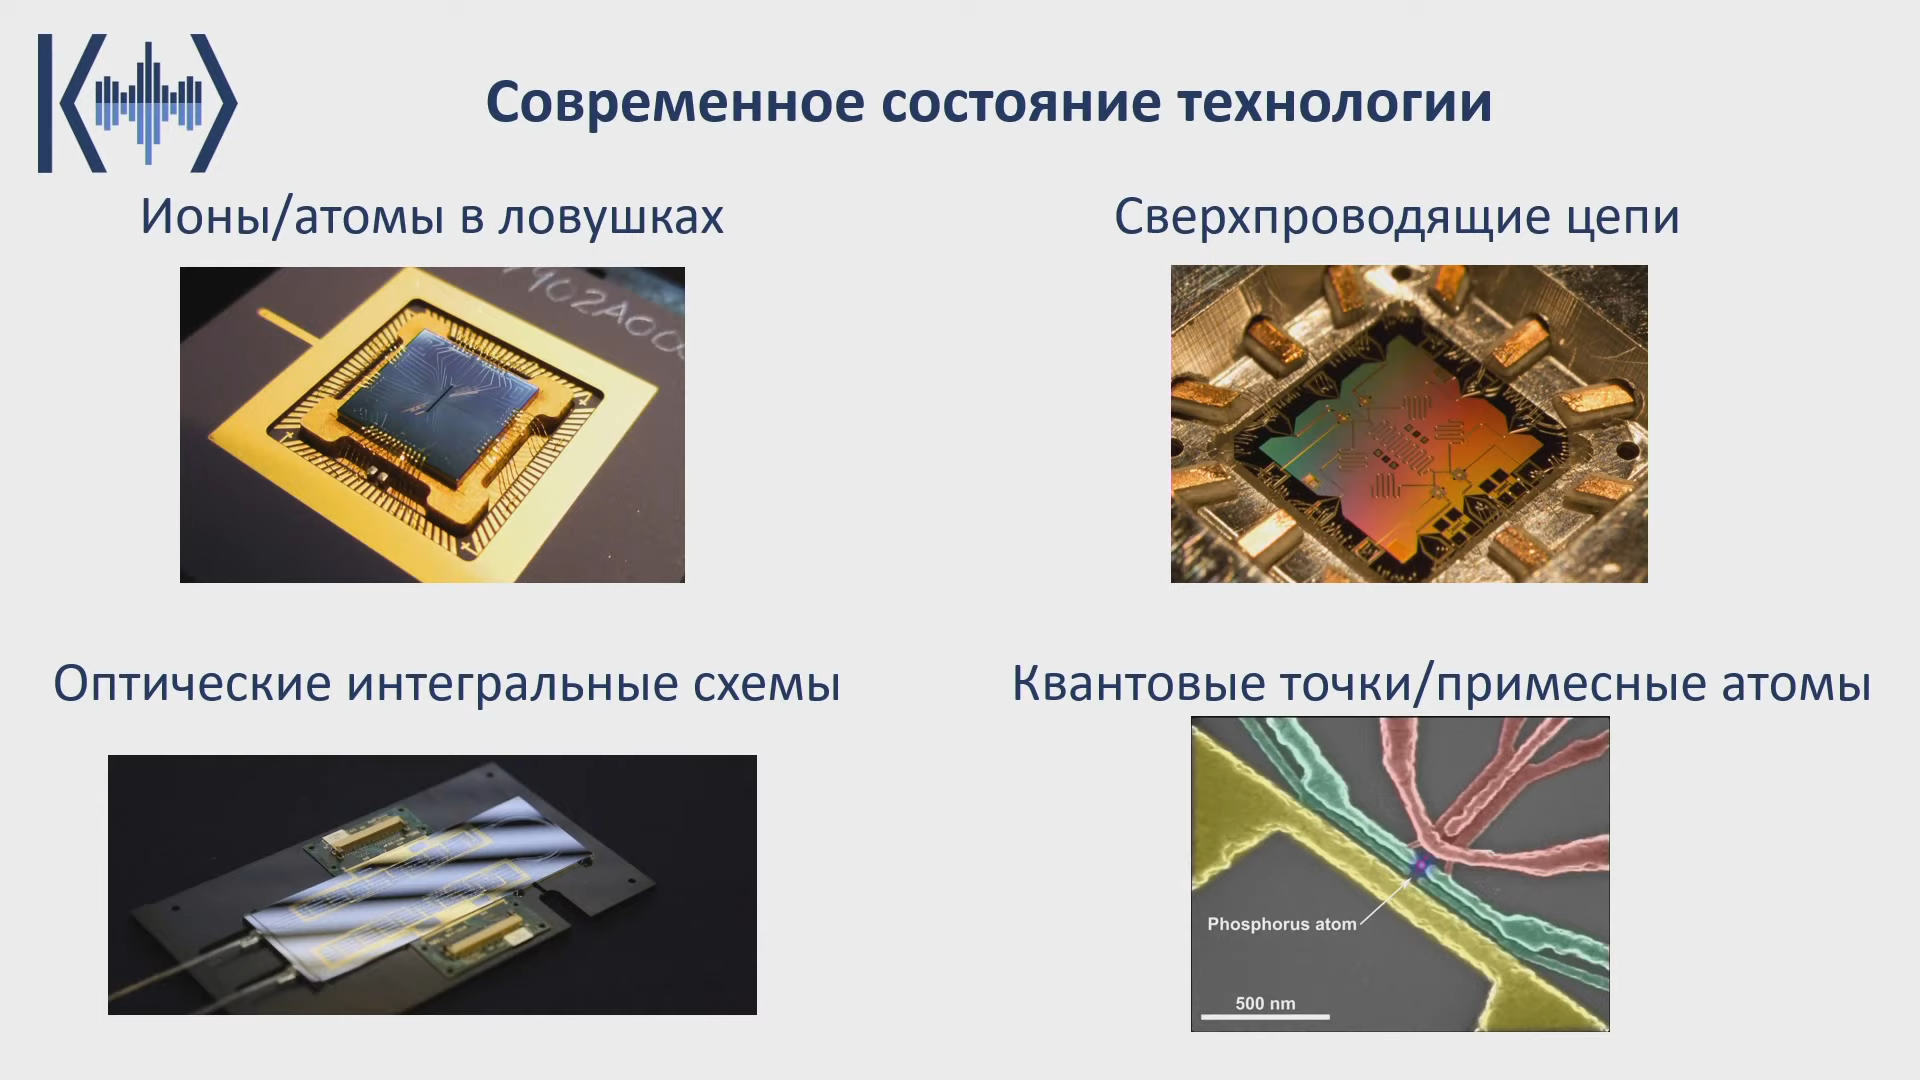 Современное состояние технологии
Ионы/атомы в ловушках
Сверхпроводящие цепи
Оптические интегральные схемы
Квантовые точки/примесные атомы
Phosphorus atom
500 nm